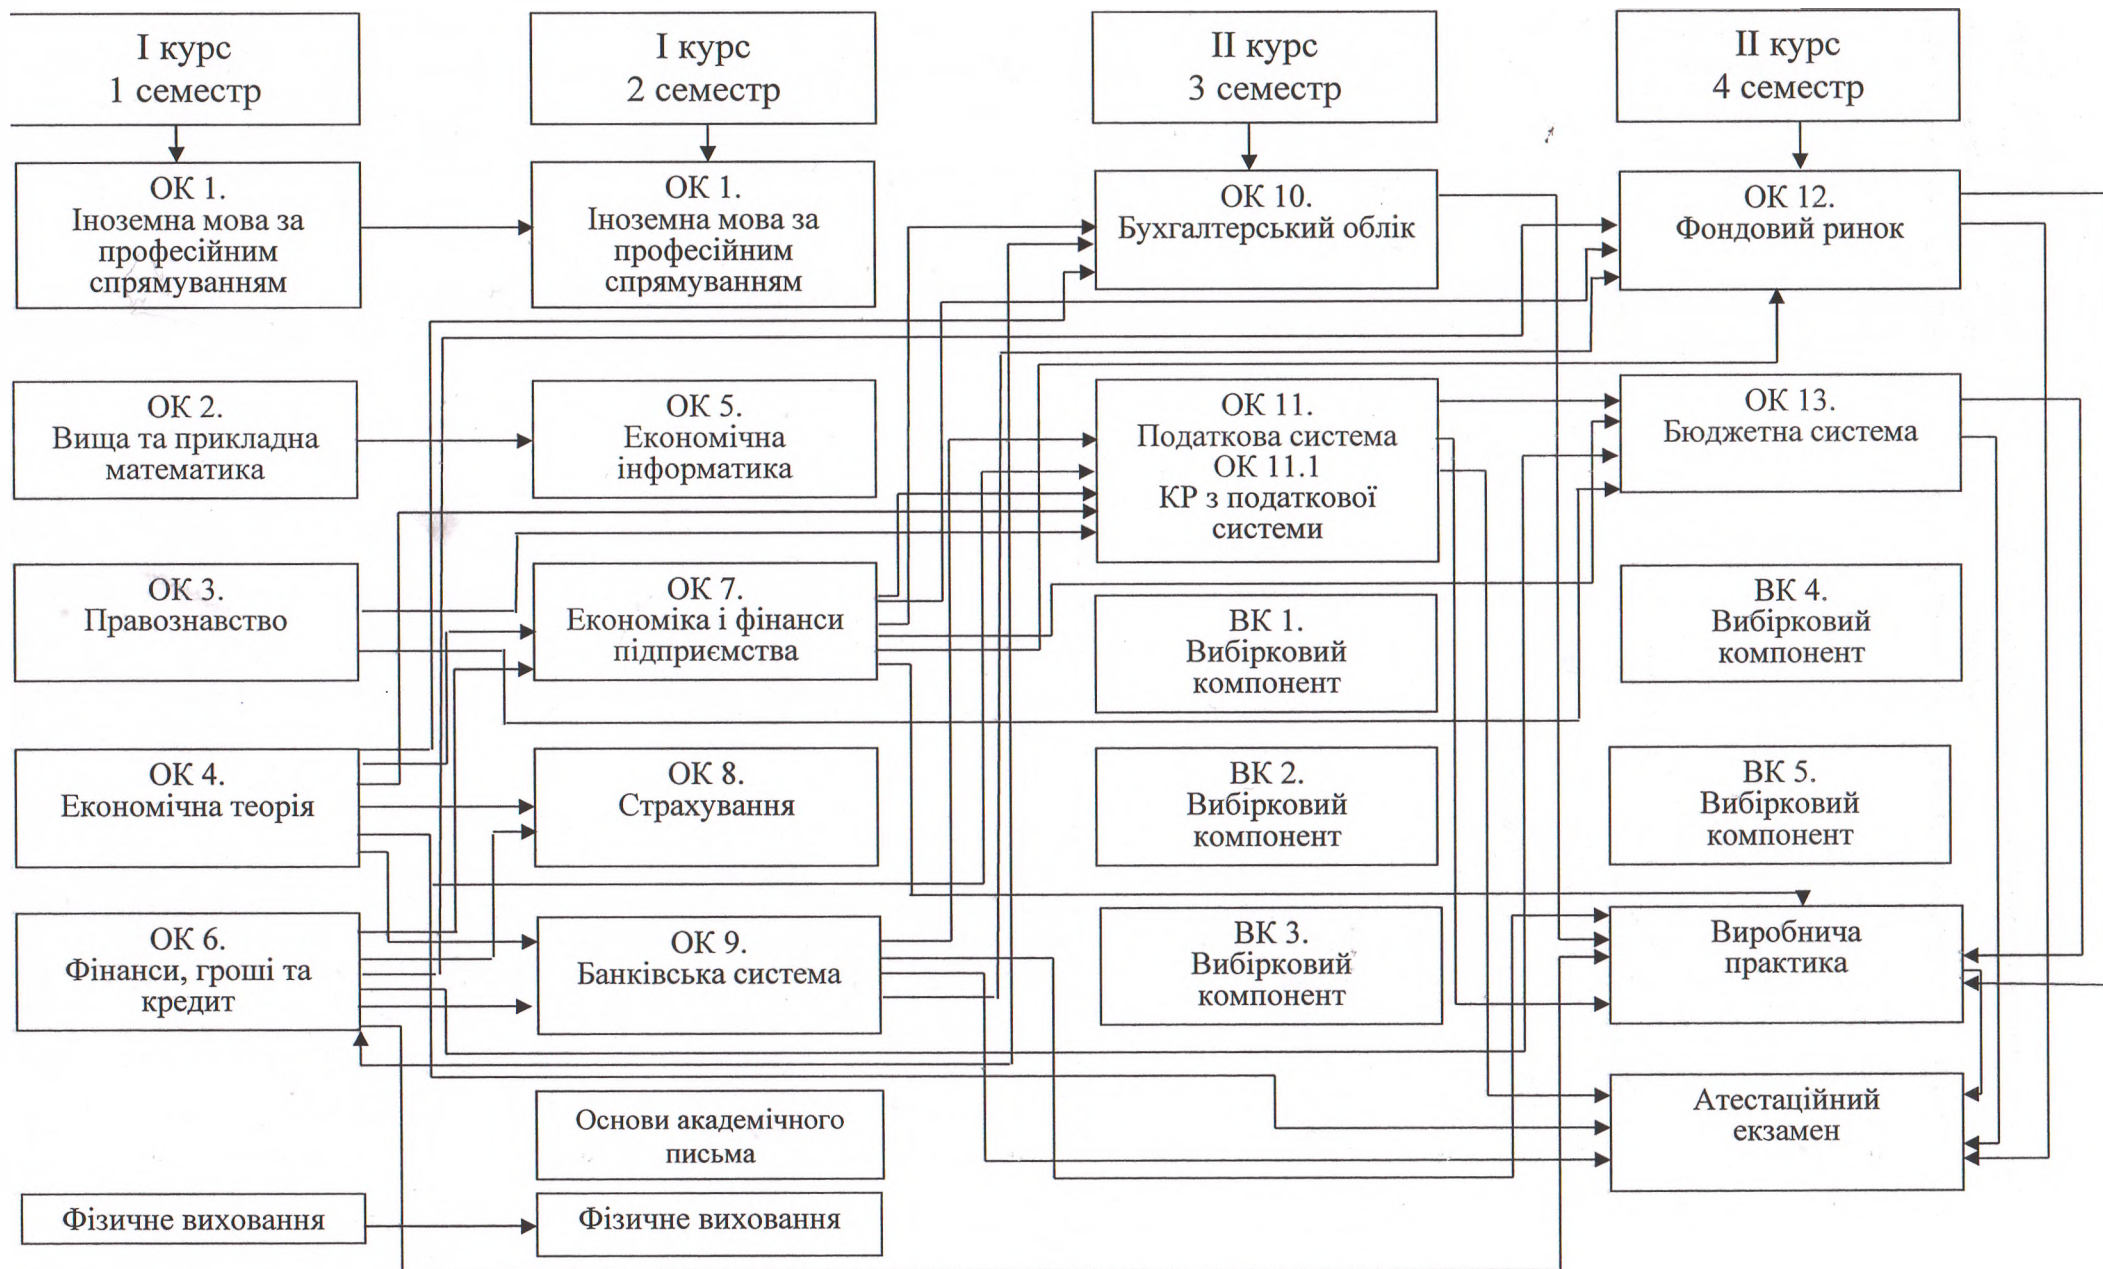 І курс
1 семестр
І курс
2 семестр
ІІ курс
3 семестр
ІІ курс
4 семестр
ОК 1.
Іноземна мова за
професійним
спрямуванням
ОК 1.
Іноземна мова за
професійним
спрямуванням
ОК 10.
Бухгалтерський облік
ОК 12.
Фондовий ринок
ОК 2.
Вища та прикладна
математика
ОК 5.
Економічна
інформатика
ОК 11.
Податкова система
ОК 11.1
КР з податкової
системи
ОК 13.
Бюджетна система
ОК 3.
Правознавство
ОК 7.
Економіка і фінанси
підприємства
ВК 1.
Вибірковий
компонент
ВК 4.
Вибірковий
компонент
ОК 4.
Економічна теорія
ОК 8.
Страхування
ВК 2.
Вибірковий
компонент
ВК 5.
Вибірковий
компонент
ОК 6.
Фінанси, гроші та
кредит
ОК 9.
Банківська система
ВК 3.
Вибірковий
компонент
Виробнича
практика
Основи академічного
письма
Атестаційний
екзамен
Фізичне виховання
Фізичне виховання